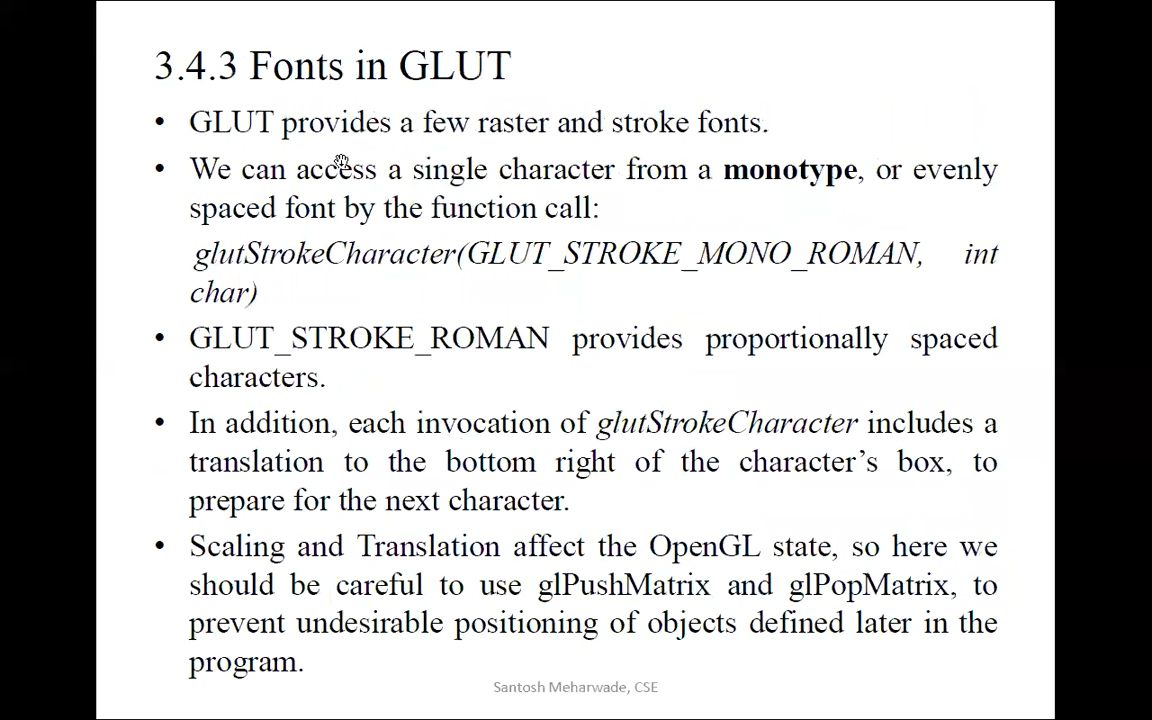 3.4.3 Fonts in GLUT
• GLUT provides a few raster and stroke fonts.
• We can access a single character from a monotype, or evenly
spaced font by the function call:
glutStrokeCharacter(GLUT_STROKE_MONO_ROMAN, int
char)
• GLUT_STROKE_ROMAN provides proportionally spaced
characters.
• In addition, each invocation of glutStrokeCharacter includes a
translation to the bottom right of the character’s box, to
prepare for the next character.
• Scaling and Translation affect the OpenGL state, so here we
should be careful to use glPushMatrix and glPopMatrix, to
prevent undesirable positioning of objects defined later in the
program.
Santosh Meharwade, CSE